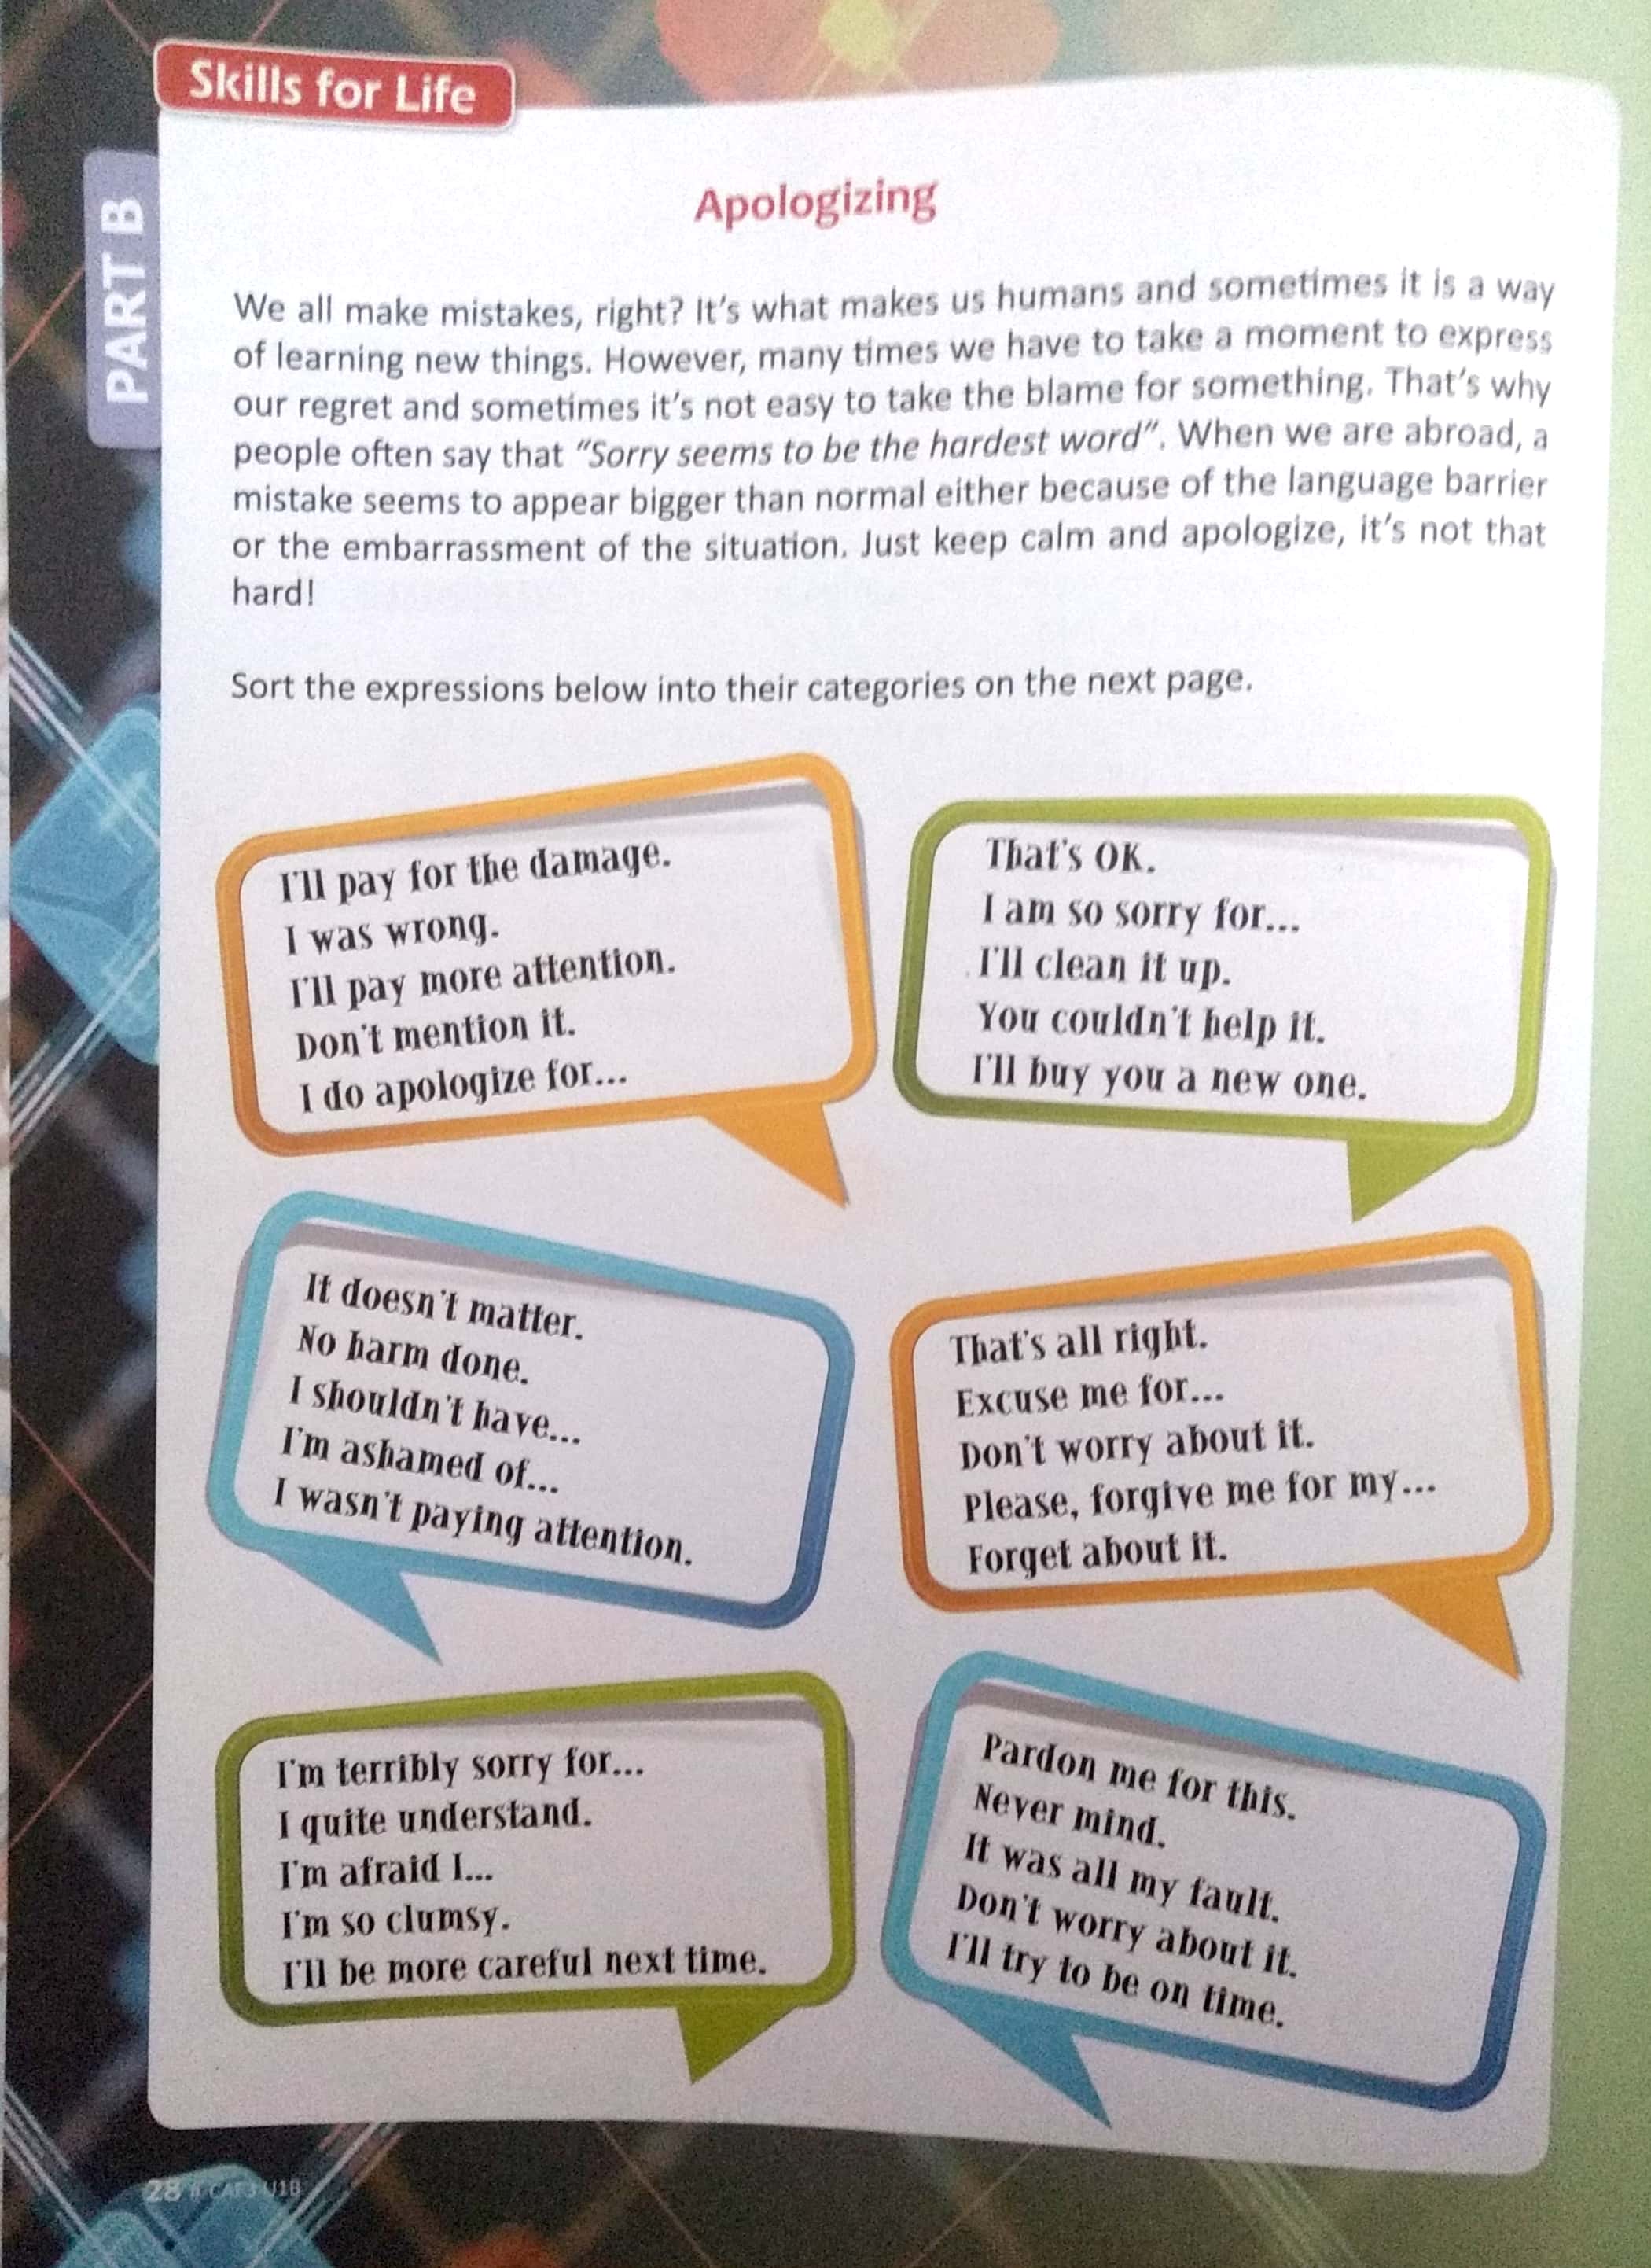 Skills for Life
PART B
Apologizing
We all make mistakes, right? It's what makes us humans and sometimes it is a way
of learning new things. However, many times we have to take a moment to express
our regret and sometimes it's not easy to take the blame for something. That's why
people often say that "Sorry seems to be the hardest word". When we are abroad, a
mistake seems to appear bigger than normal either because of the language barrier
or the embarrassment of the situation. Just keep calm and apologize, it's not that
hard!
Sort the expressions below into their categories on the next page.
I'll pay for the damage.
I was wrong.
I'll pay more attention.
Don't mention it.
I do apologize for...
That's OK.
I am so sorry for...
I'll clean it up.
You couldn't help it.
I'll buy you a new one.
It doesn't matter.
No harm done.
I shouldn't have...
I'm ashamed of...
I wasn't paying attention.
That's all right.
Excuse me for...
Don't worry about it.
Please, forgive me for my...
Forget about it.
I'm terribly sorry for...
I quite understand.
I'm afraid I...
I'm so clumsy.
I'll be more careful next time.
Pardon me for this.
Never mind.
It was all my fault.
Don't worry about it.
I'll try to be on time.
28